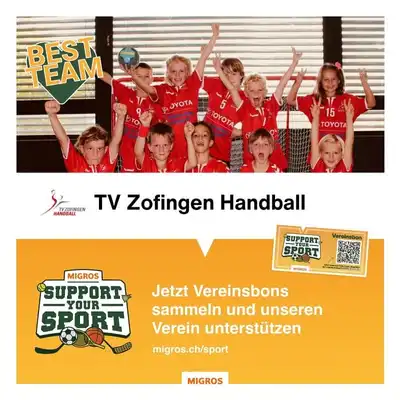 BEST
TEAM
TOYOTA
TOYOTA
TOYOTA
15
TOYOTA
TV ZOFINGEN
HANDBALL
TV Zofingen Handball
Vereinsbon
SUPPORT
YOUR
SPORT
MIGROS
MIGROS
SUPPORT
YOUR
SPORT
Jetzt Vereinsbons
sammeln und unseren
Verein unterstützen
migros.ch/sport
MIGROS